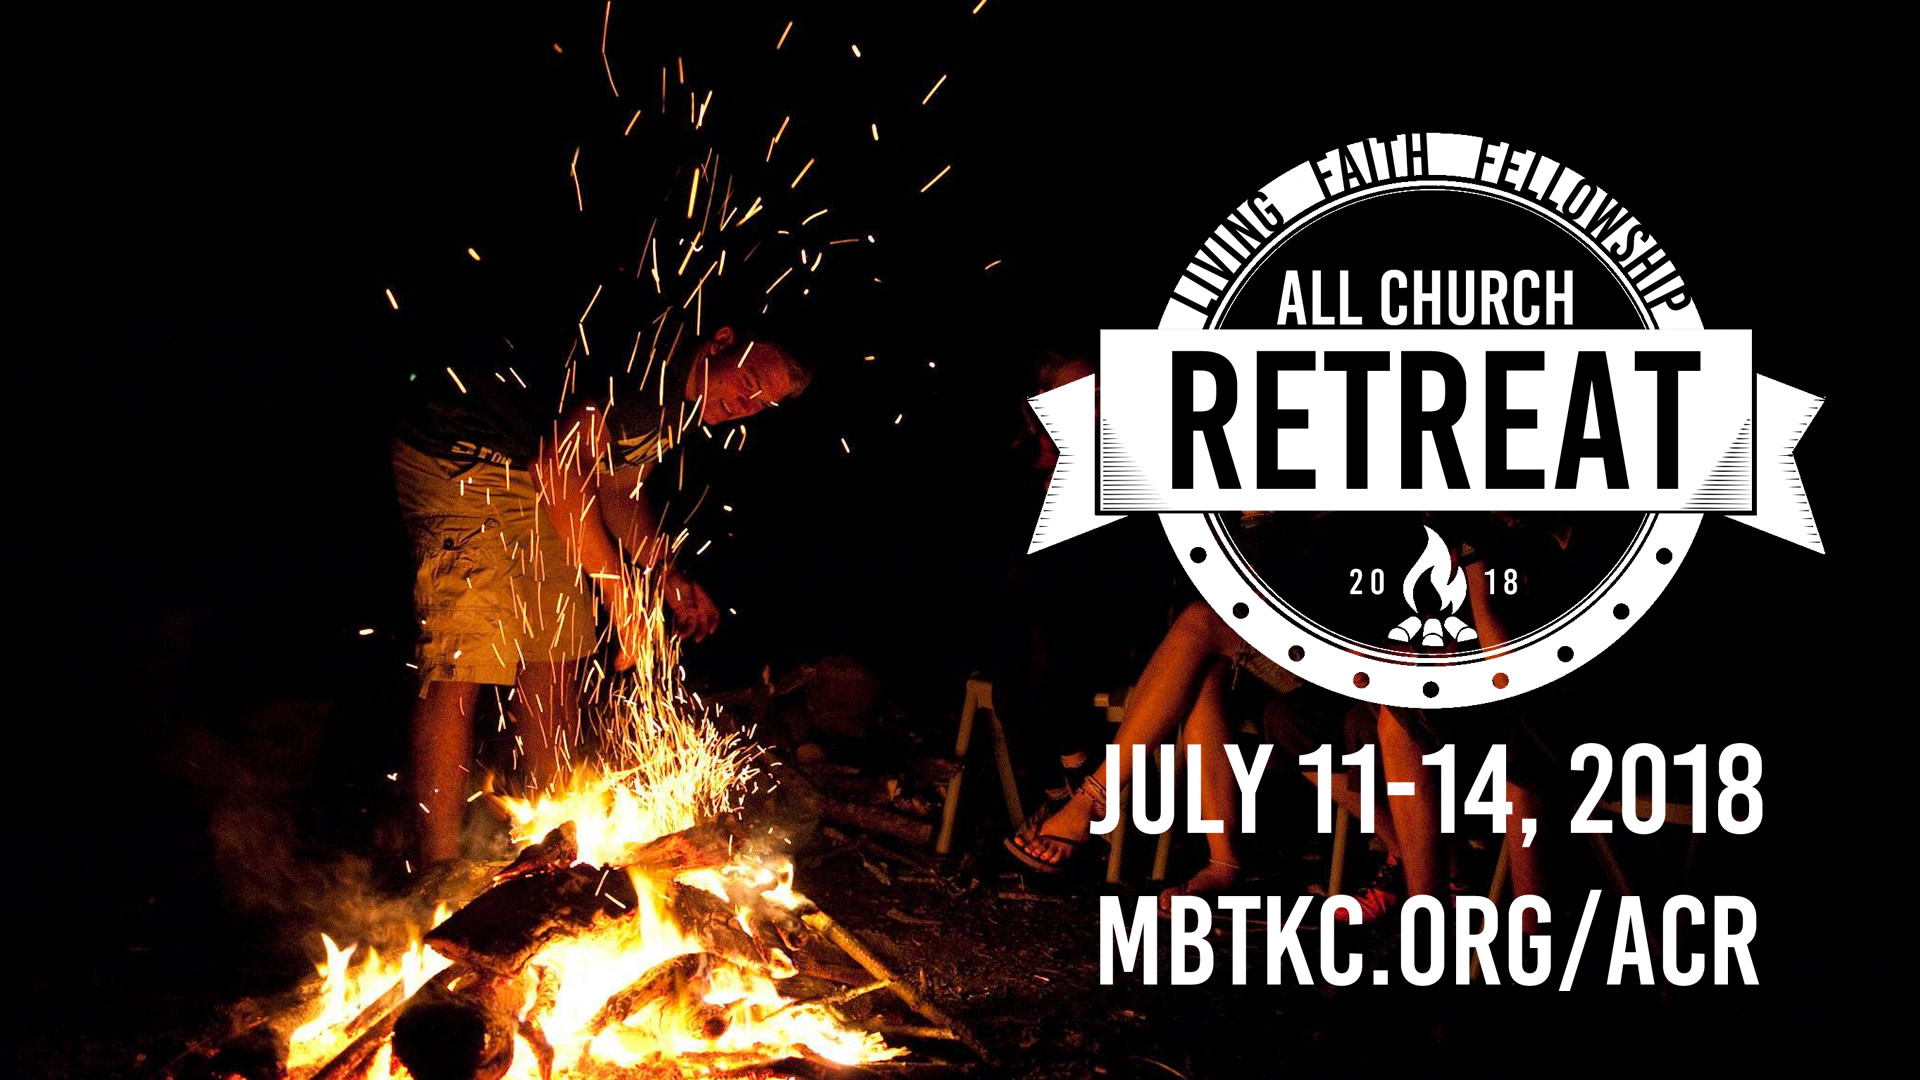 LIVING FAITH FELLOWSHIP
ALL CHURCH
RETREAT
20 18
JULY 11-14, 2018
MBTKC.ORG/ACR